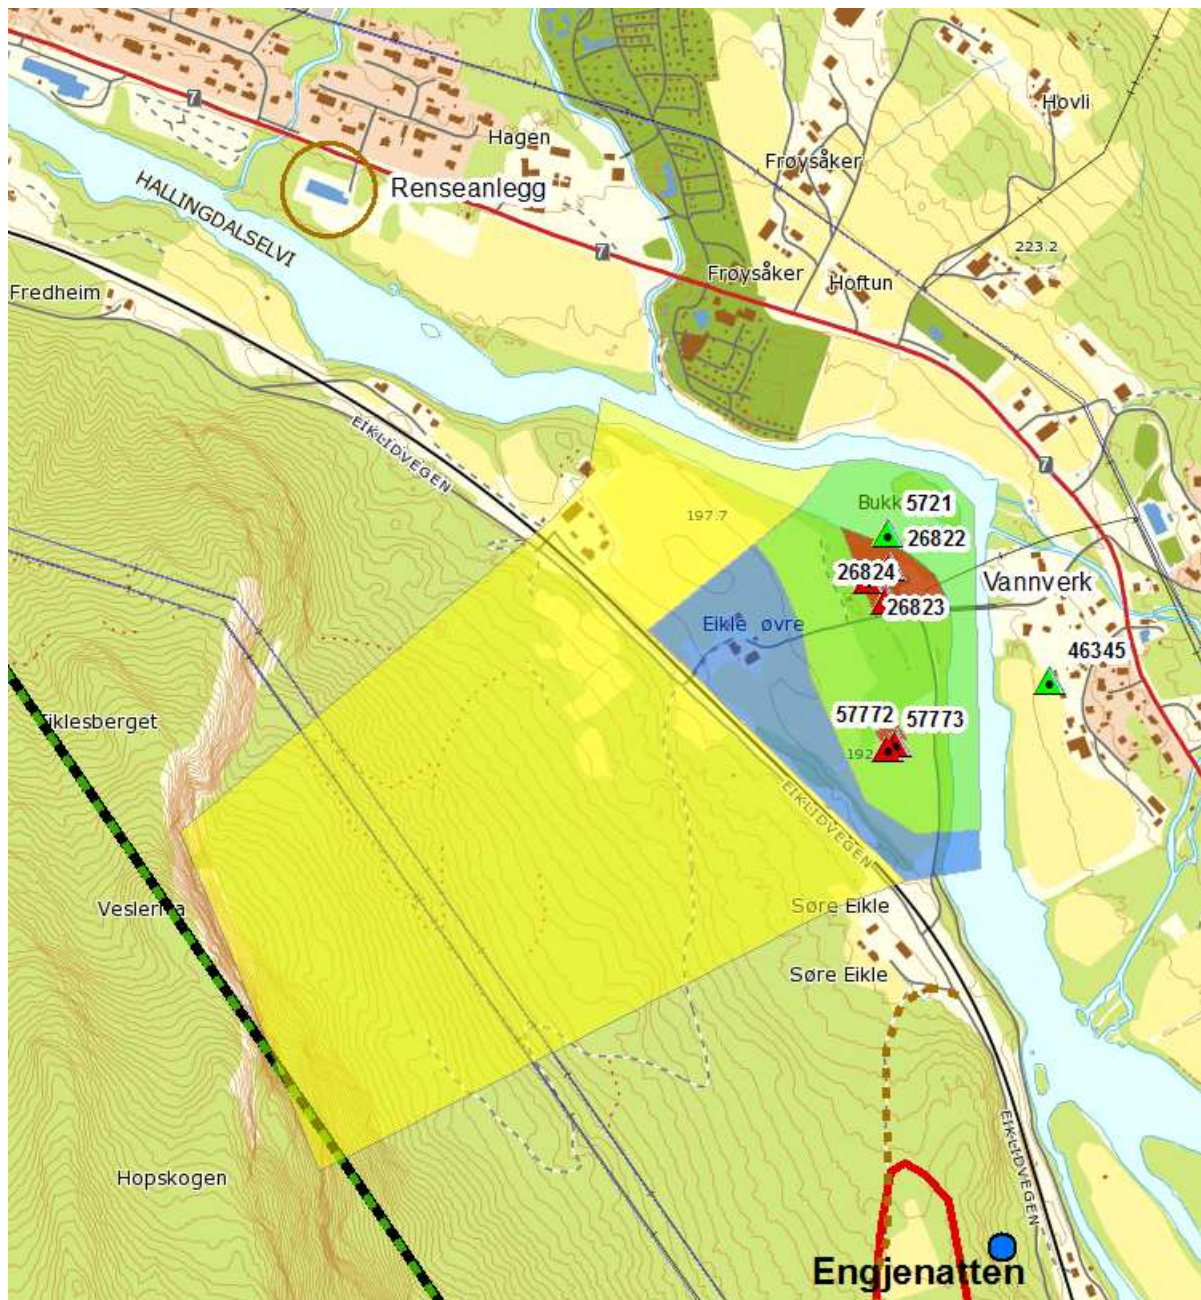 7
Hovli
Hagen
Frøysåker
Renseanlegg
HALLINGDALSELVI
7
223.2
Frøysåker
Hoftun
Fredheim
EIKLIDVEGEN
7
Bukk
5721
197.7
26822
26824
Vannverk
26823
Eikle øvre
46345
57772
57773
Eiklesberget
192
EIKLIDVEGEN
Søre Eikle
Søre Eikle
EIKLIDVEGEN
Hopskogen
Engjenatten